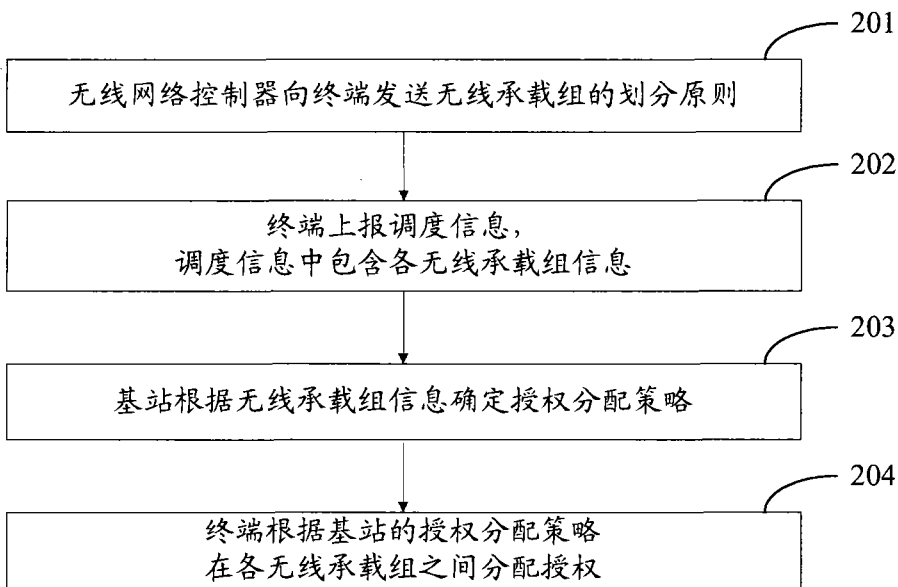 201
无线网络控制器向终端发送无线承载组的划分原则
202
终端上报调度信息，
调度信息中包含各无线承载组信息
203
基站根据无线承载组信息确定授权分配策略
204
终端根据基站的授权分配策略
在各无线承载组之间分配授权